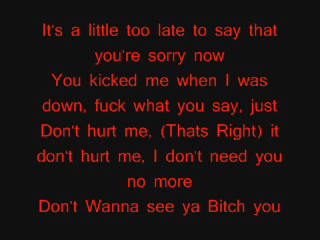 It's a little too late to say that
you're sorry now
You kicked me when I was
down, fuck what you say, just
Don't hurt me, (Thats Right) it
don't hurt me, I don't need you
no more
Don't Wanna see ya Bitch you